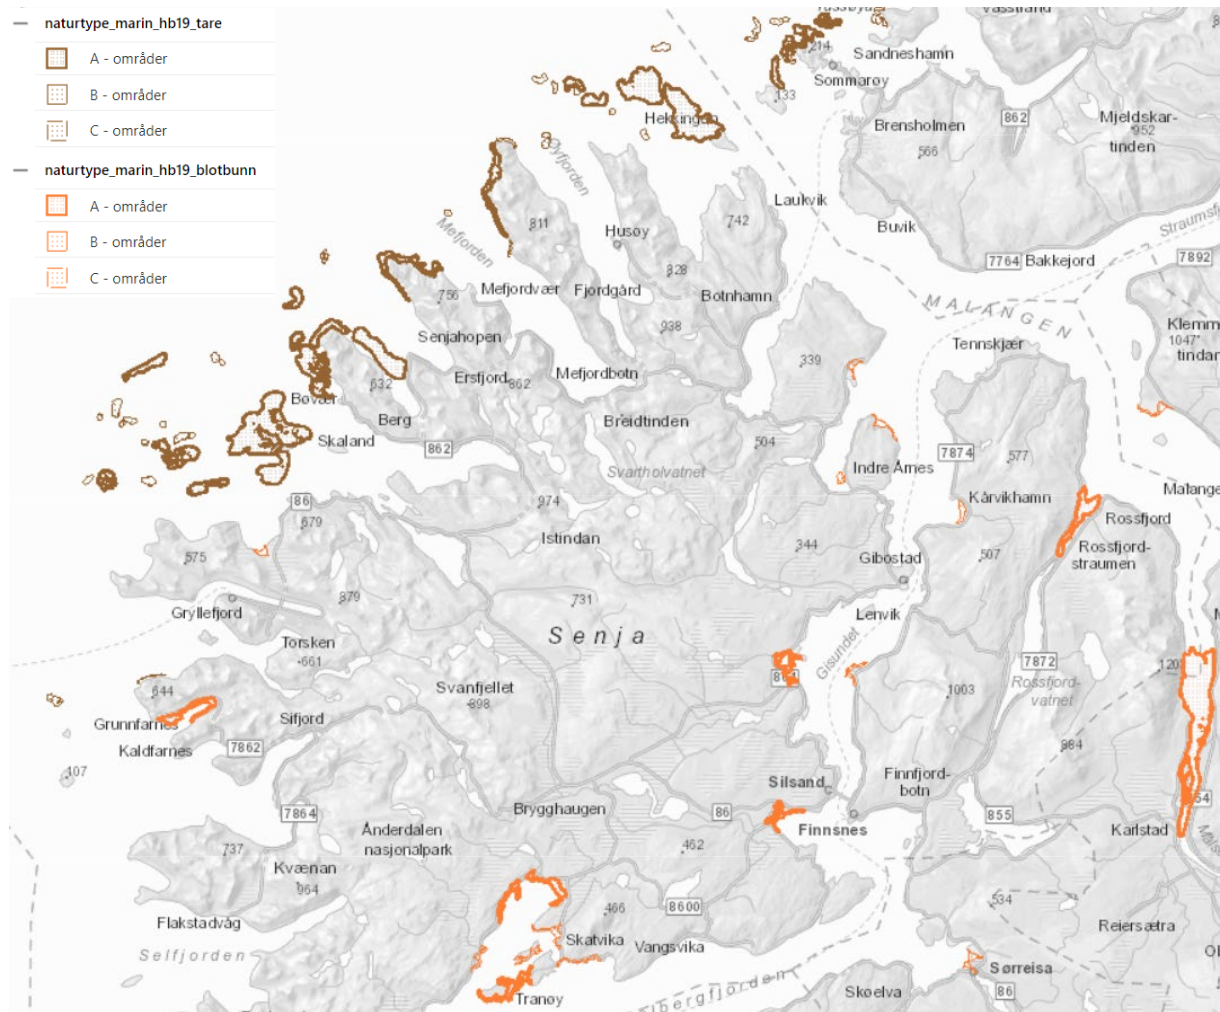 naturtype_marin_hb19_tare
A - områder
B - områder
C - områder
naturtype_marin_hb19_blotbunn
A - områder
B - områder
C - områder
214
Sandneshamn
Sommarøy
133
Hekkingen
Brensholmen
566
862
Mjeldskar-
952
tinden
Laukvik
Øyfjorden
811
Husøy
742
Buvik
Straumsf
7764
Bakkejord
7892
Mefjorden
828
756
Mefjordvær
Fjordgård
Botnhamn
MALANGEN
938
Senjahopen
Tennskjær
Klemm
1047
tindan
339
632
Ersfjord
862
Mefjordbotn
Bøvær
Berg
Breidtinden
Skaland
862
504
Svartholvatnet
Indre Årnes
7874
577
86
974
679
Kårvikhamn
Malange
Rossfjord
575
Istindan
344
Gibostad
507
Rossfjord-
straumen
Gryllefjord
879
731
Lenvik
Torsken
661
Senja
Gisundet
7872
120
Svanfjellet
898
1003
Rossfjord-
vatnet
644
Grunnfarnes
Sifjord
Kaldfarnes
7862
884
107
Silsand
Finnfjord-
botn
7864
Brygghaugen
86
Finnsnes
855
54
Karlstad
Ånderdalen
nasjonalpark
737
462
Kvænan
964
Flakstadvåg
466
8600
534
Reiersætra
Selfjorden
Skatvika
Vangsvika
Sørreisa
Tranøy
Skøelva
86